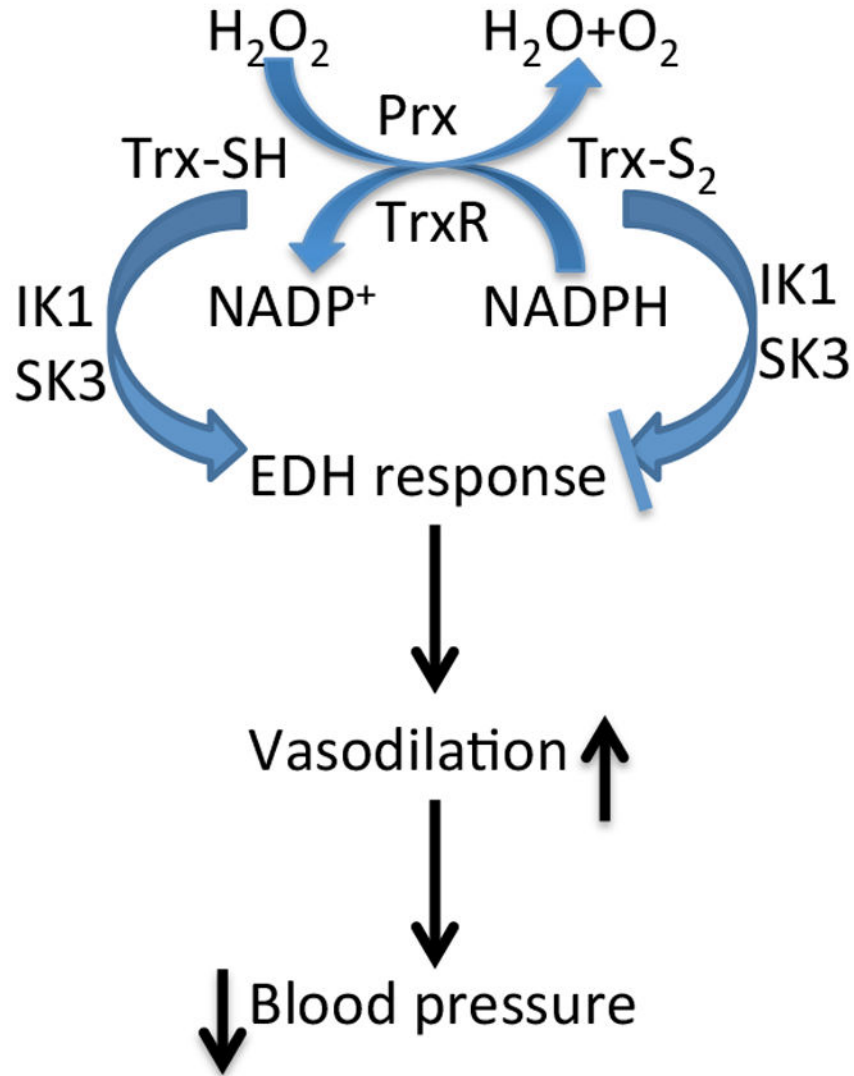 H₂O₂ H₂O+O₂
Prx
Trx-SH Trx-S₂
TrxR
IK1 NADP⁺ NADPH IK1
SK3 SK3
EDH response
Vasodilation
Blood pressure